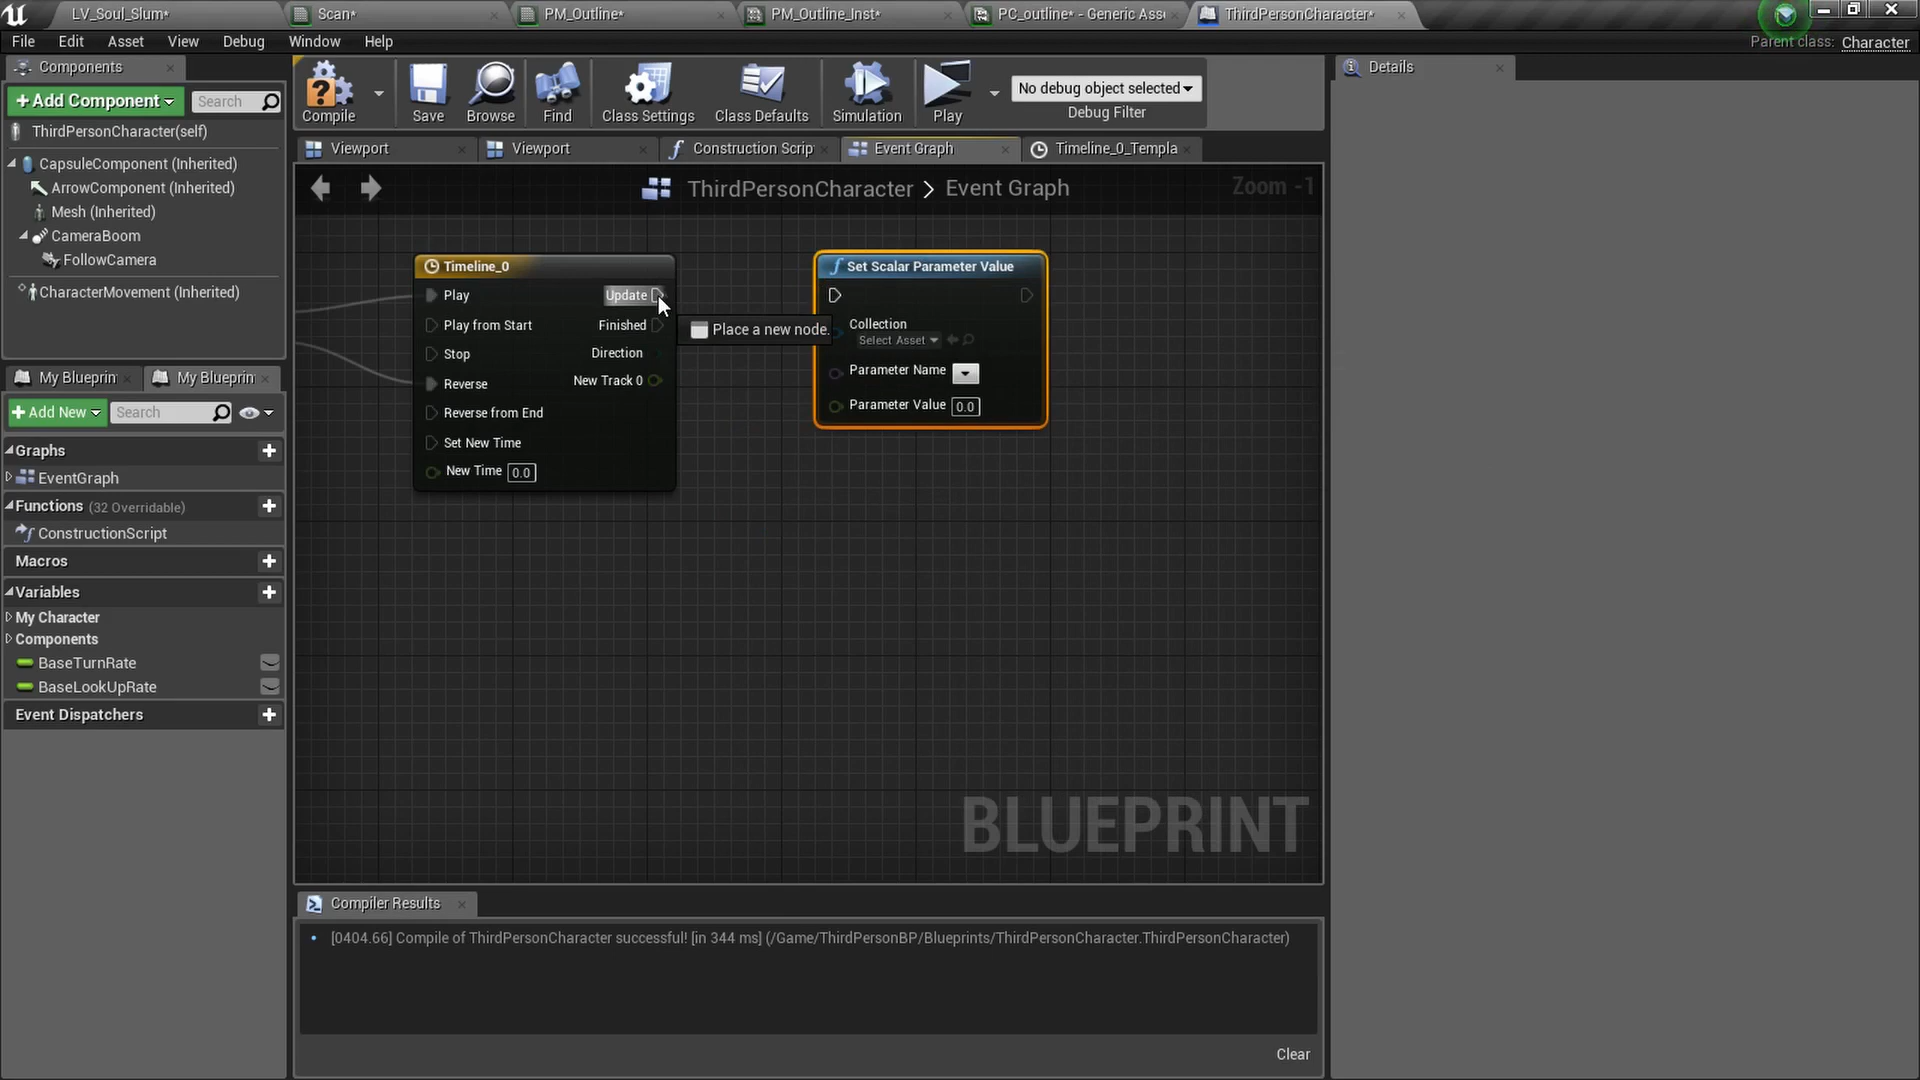 LV_Soul_Slum*
Scan*
PM_Outline*
PM_Outline_Inst*
PC_outline* - Generic Ass
ThirdPersonCharacter*
File Edit Asset View Debug Window Help
Parent class: Character
Components
Details
+Add Component
Search
Compile
Save
Browse
Find
Class Settings
Class Defaults
Simulation
Play
No debug object selected
Debug Filter
ThirdPersonCharacter(self)
CapsuleComponent (Inherited)
ArrowComponent (Inherited)
Mesh (Inherited)
CameraBoom
FollowCamera
CharacterMovement (Inherited)
Viewport
Viewport
Construction Scrip
Event Graph
Timeline_0_Templa
ThirdPersonCharacter > Event Graph
Zoom -1
Timeline_0
Play
Update
Play from Start
Finished
Stop
Direction
Reverse
New Track 0
Reverse from End
Set New Time
New Time 0.0
Place a new node.
Set Scalar Parameter Value
Collection
Select Asset
Parameter Name
Parameter Value 0.0
BLUEPRINT
My Blueprin
My Blueprin
+Add New
Search
Graphs
EventGraph
Functions (32 Overridable)
ConstructionScript
Macros
Variables
My Character
Components
BaseTurnRate
BaseLookUpRate
Event Dispatchers
Compiler Results
[0404.66] Compile of ThirdPersonCharacter successful! [in 344 ms] (/Game/ThirdPersonBP/Blueprints/ThirdPersonCharacter.ThirdPersonCharacter)
Clear